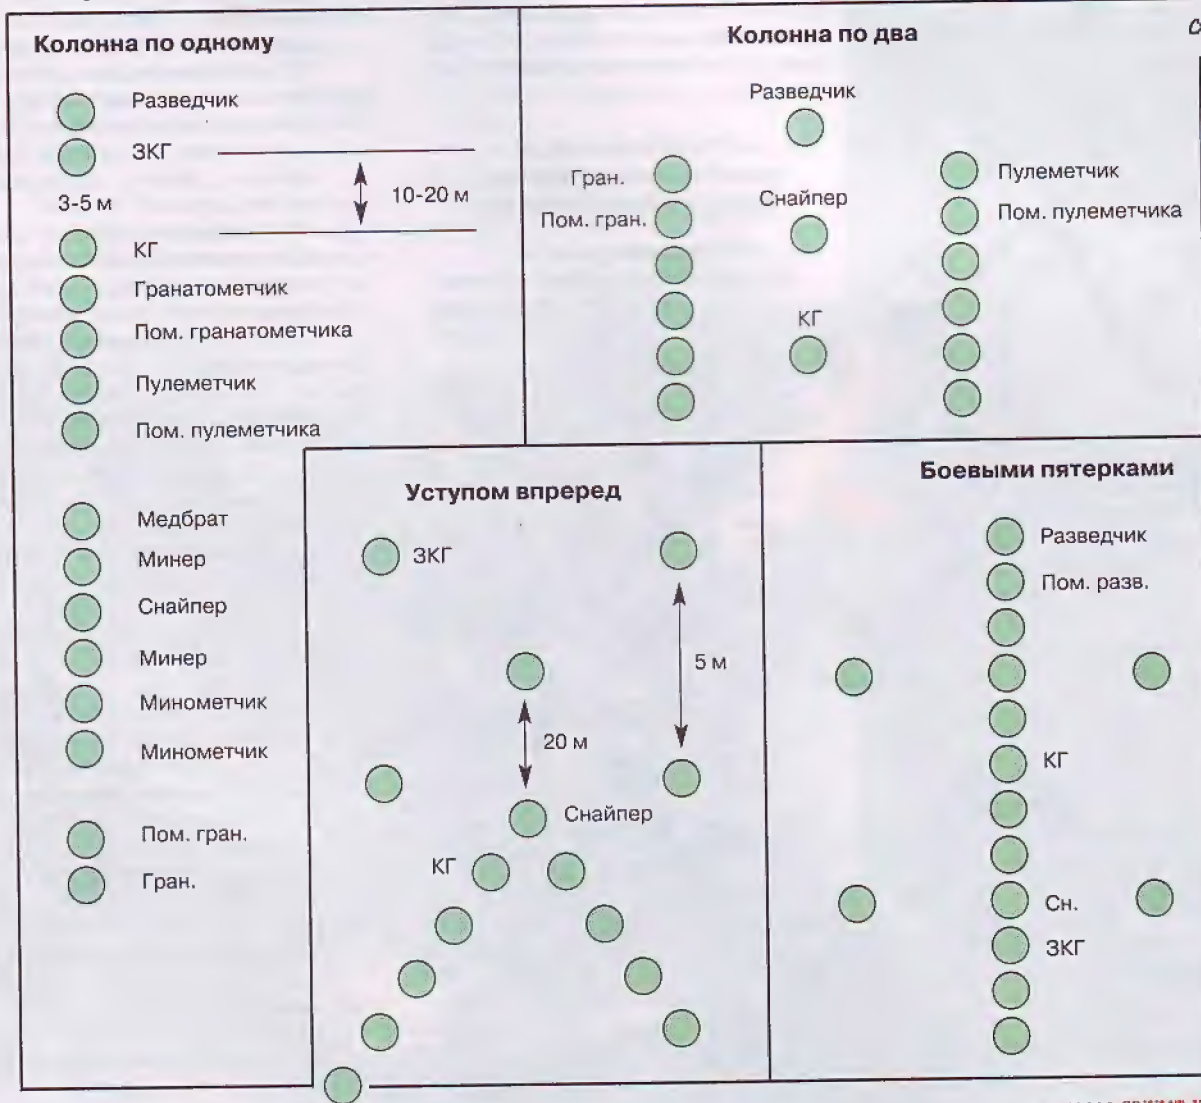 Колонна по одному
Разведчик
ЗКГ
3-5 м
10-20 м
КГ
Гранатометчик
Пом. гранатометчика
Пулеметчик
Пом. пулеметчика
Медбрат
Минер
Снайпер
Минер
Минометчик
Минометчик
Пом. гран.
Гран.
Колонна по два
Разведчик
Гран.
Пом. гран.
Снайпер
КГ
Пулеметчик
Пом. пулеметчика
Уступом впреред
ЗКГ
5 м
20 м
Снайпер
КГ
Боевыми пятерками
Разведчик
Пом. разв.
КГ
Сн.
ЗКГ